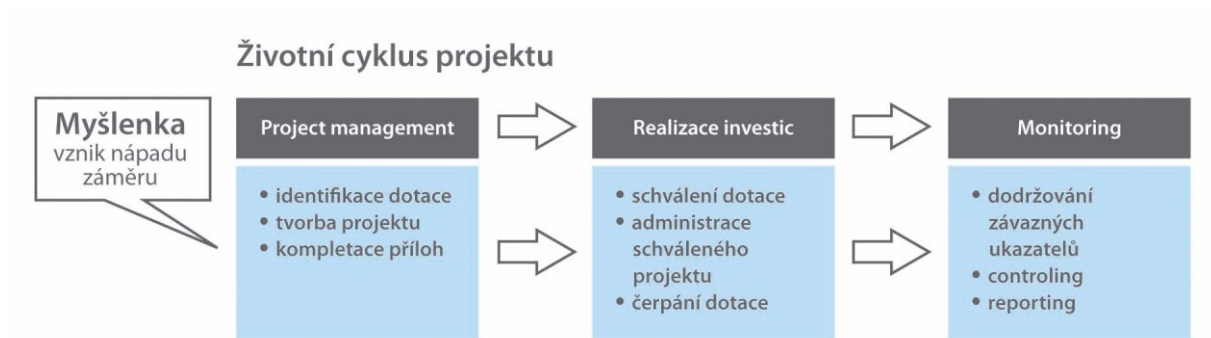 Životní cyklus projektu
Myšlenka
vznik nápadu
záměru
Project management
• identifikace dotace
• tvorba projektu
• kompletace příloh
Realizace investic
• schválení dotace
• administrace
schváleného
projektu
• čerpání dotace
Monitoring
• dodržování
závazných
ukazatelů
• controling
• reporting